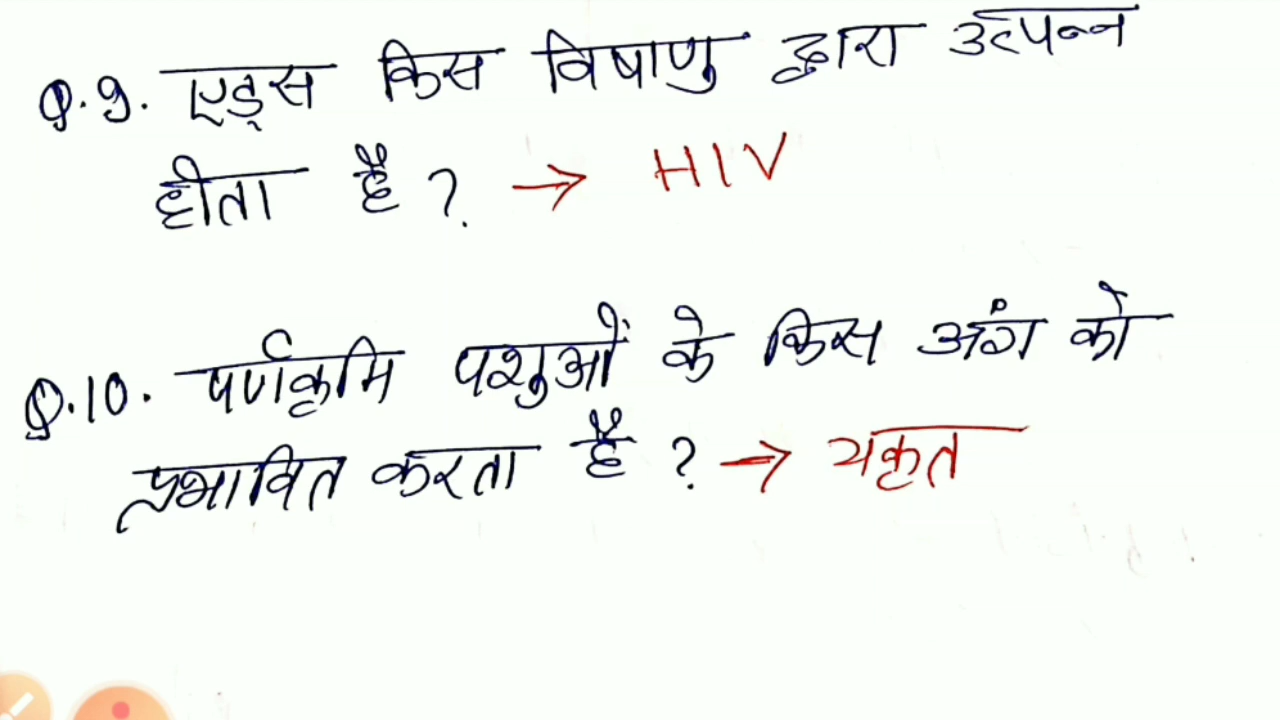 Q.9. एड्स किस विषाणु द्वारा उत्पन्न
होता है ? → HIV
Q.10. पर्णकृमि पशुओं के किस अंग को
प्रभावित करता है ? → यकृत